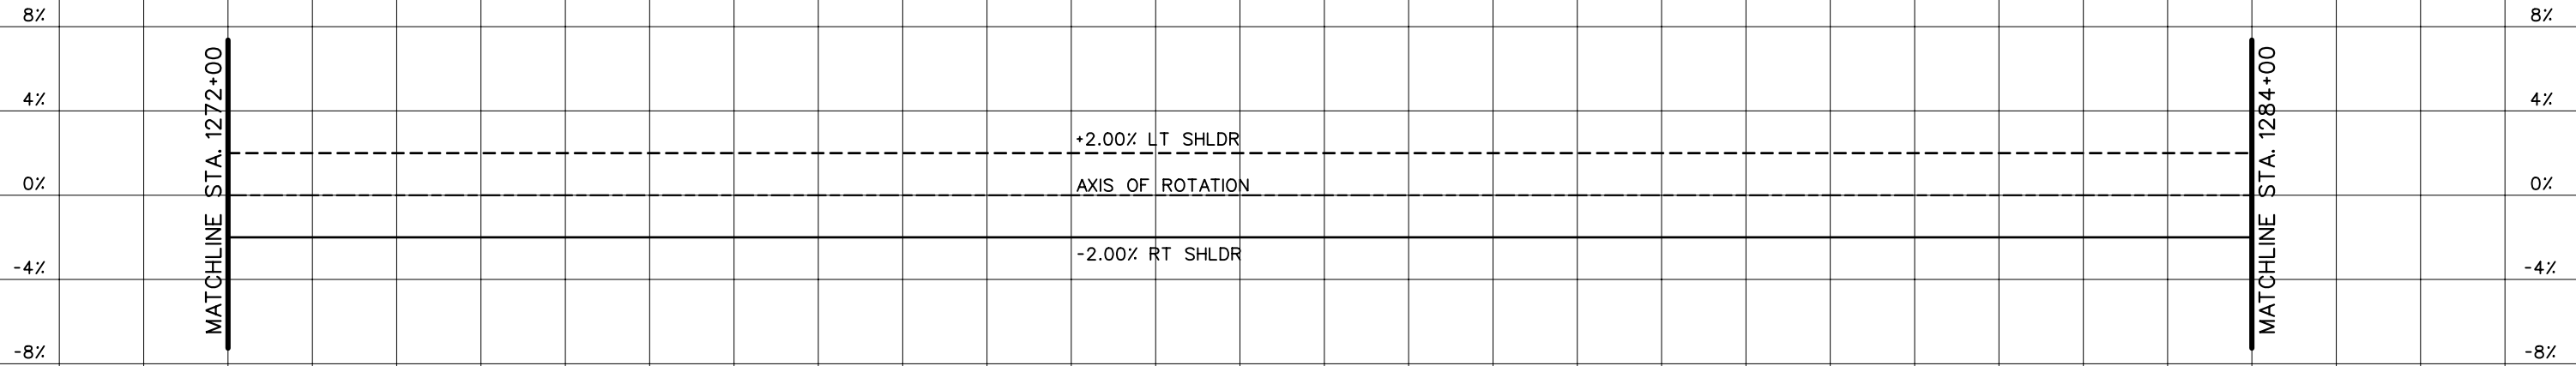 8% 8%
MATCHLINE STA. 1272+00
MATCHLINE STA. 1284+00
4% 4%
+2.00% LT SHLDR
0% 0%
AXIS OF ROTATION
-2.00% RT SHLDR
-4% -4%
-8% -8%